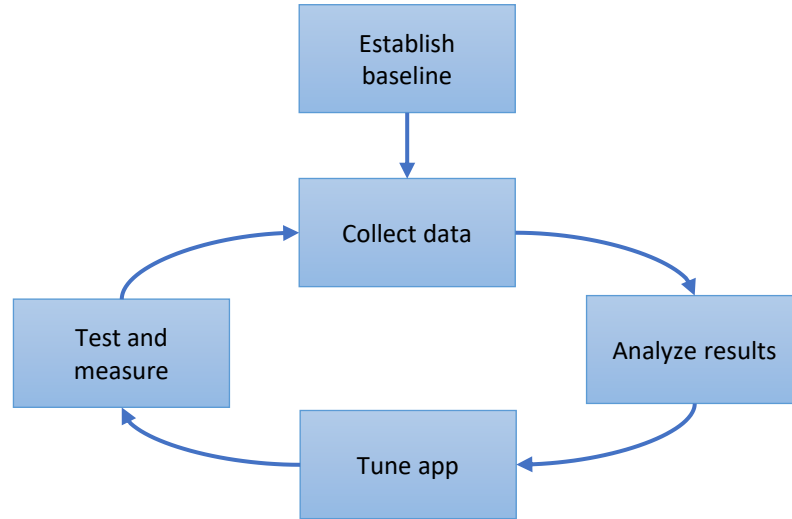 Establish
baseline
Collect data
Analyze results
Tune app
Test and
measure